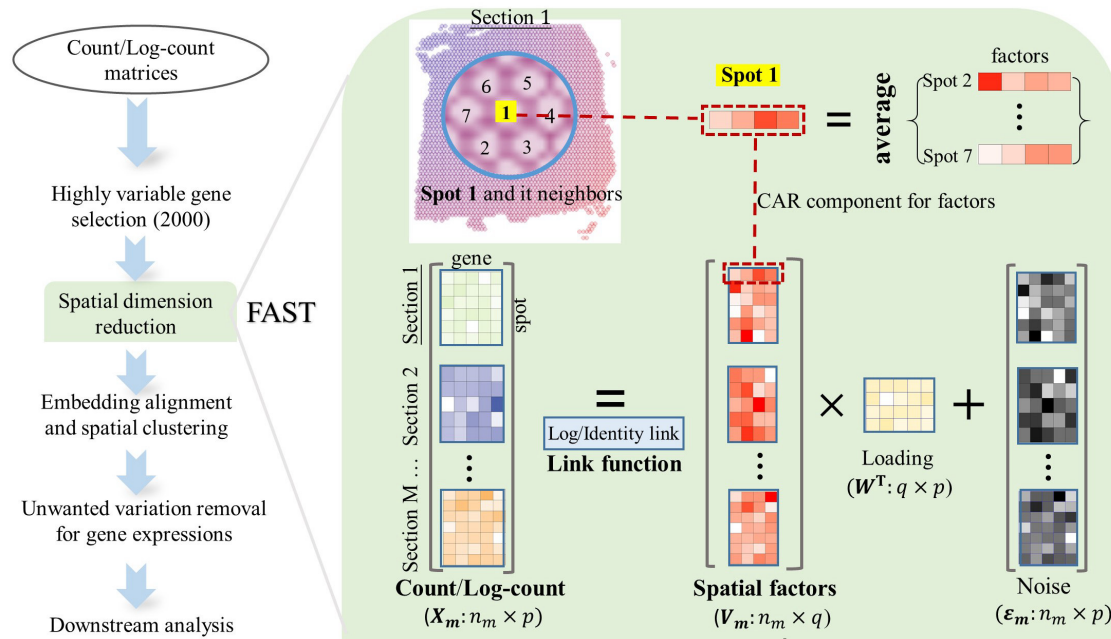 Count/Log-count
matrices
Highly variable gene
selection (2000)
Spatial dimension
reduction
FAST
Embedding alignment
and spatial clustering
Unwanted variation removal
for gene expressions
Downstream analysis
Section 1
6
5
7
1
4
2
3
Spot 1 and it neighbors
Spot 1
=
average
factors
Spot 2
⋮
Spot 7
CAR component for factors
gene
spot
Section 1
Section 2
Section M …
⋮
Count/Log-count
(X_m: n_m × p)
=
Log/Identity link
Link function
⋮
Spatial factors
(V_m: n_m × q)
×
Loading
(W^T: q × p)
+
⋮
Noise
(ε_m: n_m × p)